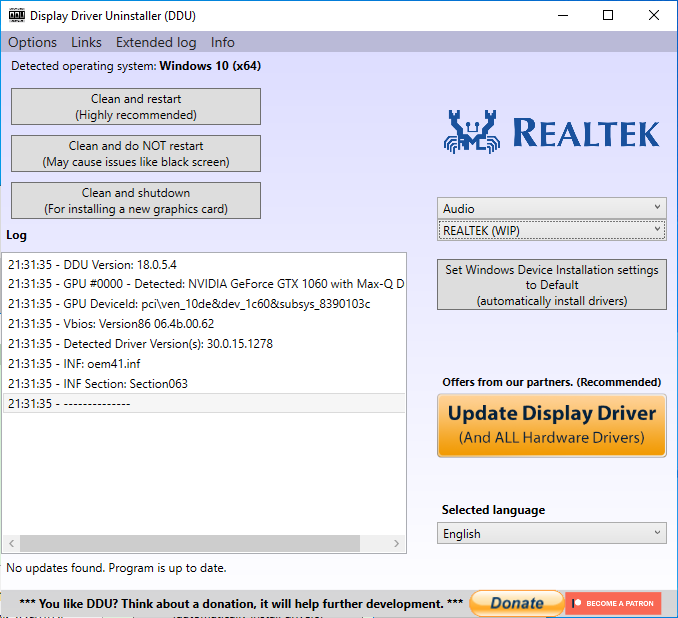 Display Driver Uninstaller (DDU)
Options Links Extended log Info
Detected operating system: Windows 10 (x64)
Clean and restart
(Highly recommended)
Clean and do NOT restart
(May cause issues like black screen)
Clean and shutdown
(For installing a new graphics card)
REALTEK
Audio
REALTEK (WIP)
Set Windows Device Installation settings
to Default
(automatically install drivers)
Log
21:31:35 - DDU Version: 18.0.5.4
21:31:35 - GPU #0000 - Detected: NVIDIA GeForce GTX 1060 with Max-Q D
21:31:35 - GPU DeviceId: pci\ven_10de&dev_1c60&subsys_8390103c
21:31:35 - Vbios: Version86 06.4b.00.62
21:31:35 - Detected Driver Version(s): 30.0.15.1278
21:31:35 - INF: oem41.inf
21:31:35 - INF Section: Section063
21:31:35 - --------------
Offers from our partners. (Recommended)
Update Display Driver
(And ALL Hardware Drivers)
Selected language
English
No updates found. Program is up to date.
*** You like DDU? Think about a donation, it will help further development. ***
Donate
BECOME A PATRON